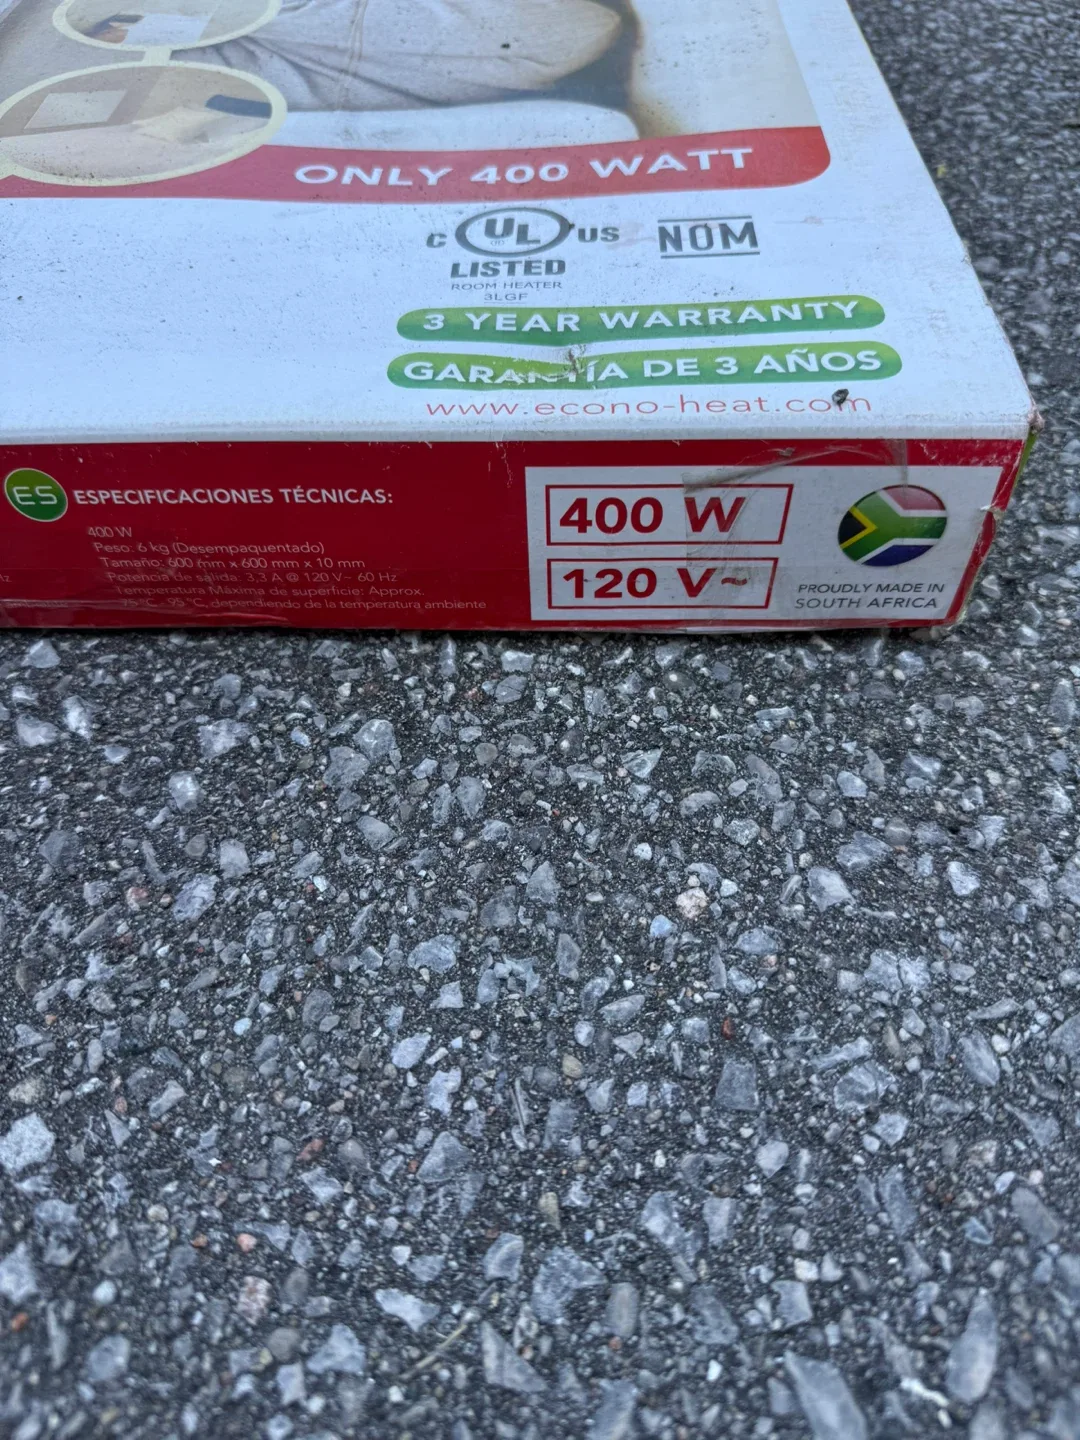 ONLY 400 WATT
C UL US
LISTED
ROOM HEATER
3LGF
NOM
3 YEAR WARRANTY
GARANTÍA DE 3 AÑOS
www.econo-heat.com
ES ESPECIFICACIONES TÉCNICAS:
400 W
Peso: 6 kg (Desempaquentado)
Tamaño: 600 mm x 600 mm x 10 mm
Potencia de salida: 3,3 A @ 120 V~ 60 Hz
Temperatura Máxima de superficie: Approx.
75 °C - 95 °C, dependiendo de la temperatura ambiente
Hz
400 W
120 V~
PROUDLY MADE IN
SOUTH AFRICA